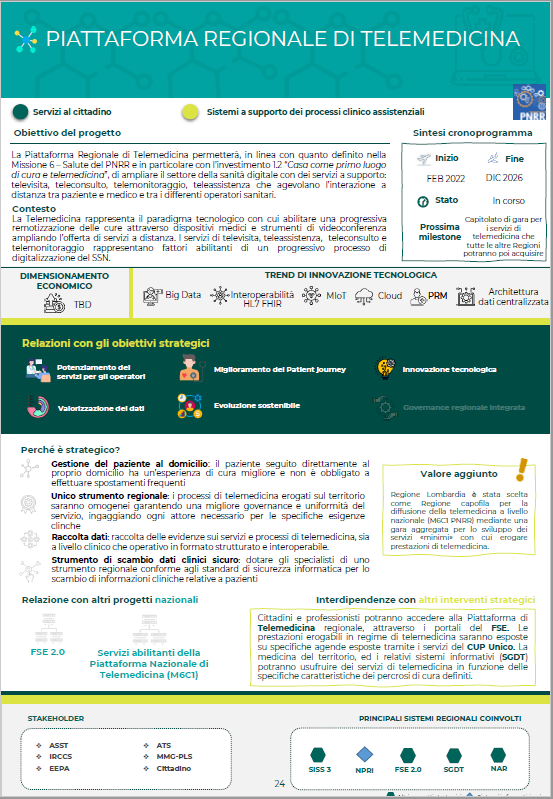 PIATTAFORMA REGIONALE DI TELEMEDICINA
PNRR
Servizi al cittadino
Sistemi a supporto dei processi clinico assistenziali
Obiettivo del progetto
La Piattaforma Regionale di Telemedicina permetterà, in linea con quanto definito nella
Missione 6 – Salute del PNRR e in particolare con l'investimento 1.2 "Casa come primo luogo
di cura e telemedicina", di ampliare il settore della sanità digitale con dei servizi a supporto:
televisita, teleconsulto, telemonitoraggio, teleassistenza che agevolano l'interazione a
distanza tra paziente e medico e tra i differenti operatori sanitari.
Contesto
La Telemedicina rappresenta il paradigma tecnologico con cui abilitare una progressiva
remotizzazione delle cure attraverso dispositivi medici e strumenti di videoconferenza
ampliando l'offerta di servizi a distanza. I servizi di televisita, teleassistenza, teleconsulto e
telemonitoraggio rappresentano fattori abilitanti di un progressivo processo di
digitalizzazione del SSN.
Sintesi cronoprogramma
Inizio
Fine
FEB 2022
DIC 2026
Stato
In corso
Prossima
milestone
Capitolato di gara per
i servizi di
telemedicina che
tutte le altre Regioni
potranno poi acquisire
DIMENSIONAMENTO
ECONOMICO
TBD
TREND DI INNOVAZIONE TECNOLOGICA
Big Data
Interoperabilità
HL7 FHIR
MIoT
Cloud
PRM
Architettura
dati centralizzata
Relazioni con gli obiettivi strategici
Potenziamento dei
servizi per gli operatori
Miglioramento del Patient Journey
Innovazione tecnologica
Valorizzazione dei dati
Evoluzione sostenibile
Governance regionale integrata
Perché è strategico?
Gestione del paziente al domicilio: il paziente seguito direttamente al
proprio domicilio ha un'esperienza di cura migliore e non è obbligato a
effettuare spostamenti frequenti
Unico strumento regionale: i processi di telemedicina erogati sul territorio
saranno omogenei garantendo una migliore governance e uniformità del
servizio, ingaggiando ogni attore necessario per le specifiche esigenze
cliniche
Raccolta dati: raccolta delle evidenze sui servizi e processi di telemedicina, sia
a livello clinico che operativo in formato strutturato e interoperabile.
Strumento di scambio dati clinici sicuro: dotare gli specialisti di uno
strumento regionale conforme agli standard di sicurezza informatica per lo
scambio di informazioni cliniche relative a pazienti
Valore aggiunto
Regione Lombardia è stata scelta
come Regione capofila per la
diffusione della telemedicina a livello
nazionale (M6C1 PNRR) mediante una
gara aggregata per lo sviluppo dei
servizi «minimi» con cui erogare
prestazioni di telemedicina.
Relazione con altri progetti nazionali
FSE 2.0
Servizi abilitanti della
Piattaforma Nazionale di
Telemedicina (M6C1)
Interdipendenze con altri interventi strategici
Cittadini e professionisti potranno accedere alla Piattaforma di
Telemedicina regionale, attraverso i portali del FSE. Le
prestazioni erogabili in regime di telemedicina saranno esposte
su specifiche agende esposte tramite i servizi del CUP Unico. La
medicina del territorio, ed i relativi sistemi informativi (SGDT)
potranno usufruire dei servizi di telemedicina in funzione delle
specifiche caratteristiche dei percrosi di cura definiti.
STAKEHOLDER
❖ ASST
❖ IRCCS
❖ EEPA
❖ ATS
❖ MMG-PLS
❖ Cittadino
PRINCIPALI SISTEMI REGIONALI COINVOLTI
SISS 3
NPRI
FSE 2.0
SGDT
NAR
24